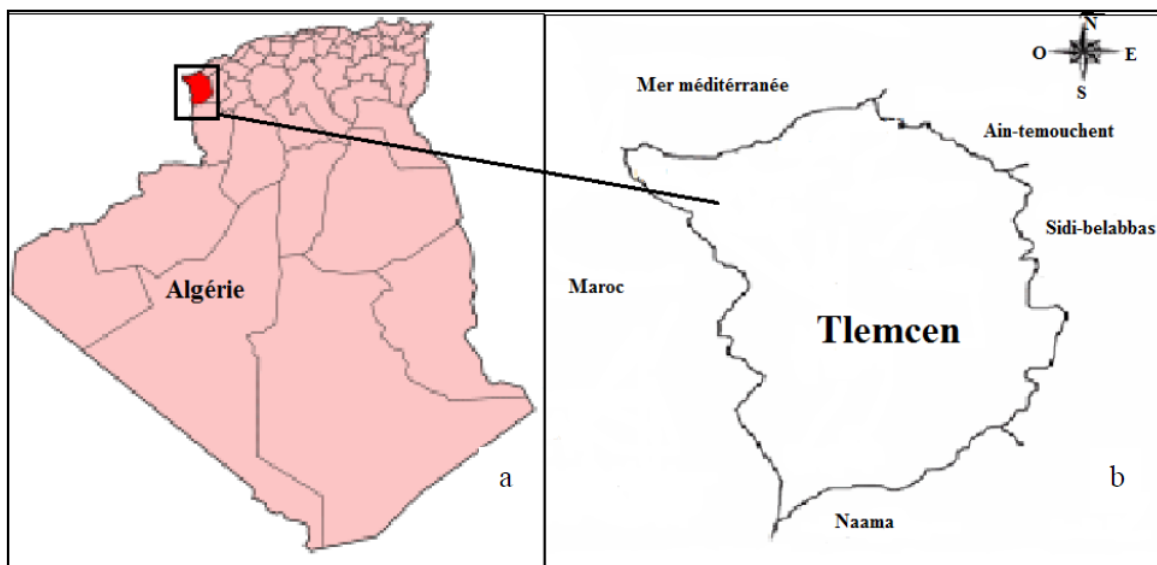 Algérie
a
N
O
E
S
Mer méditérranée
Ain-temouchent
Sidi-belabbas
Maroc
Tlemcen
Naama
b